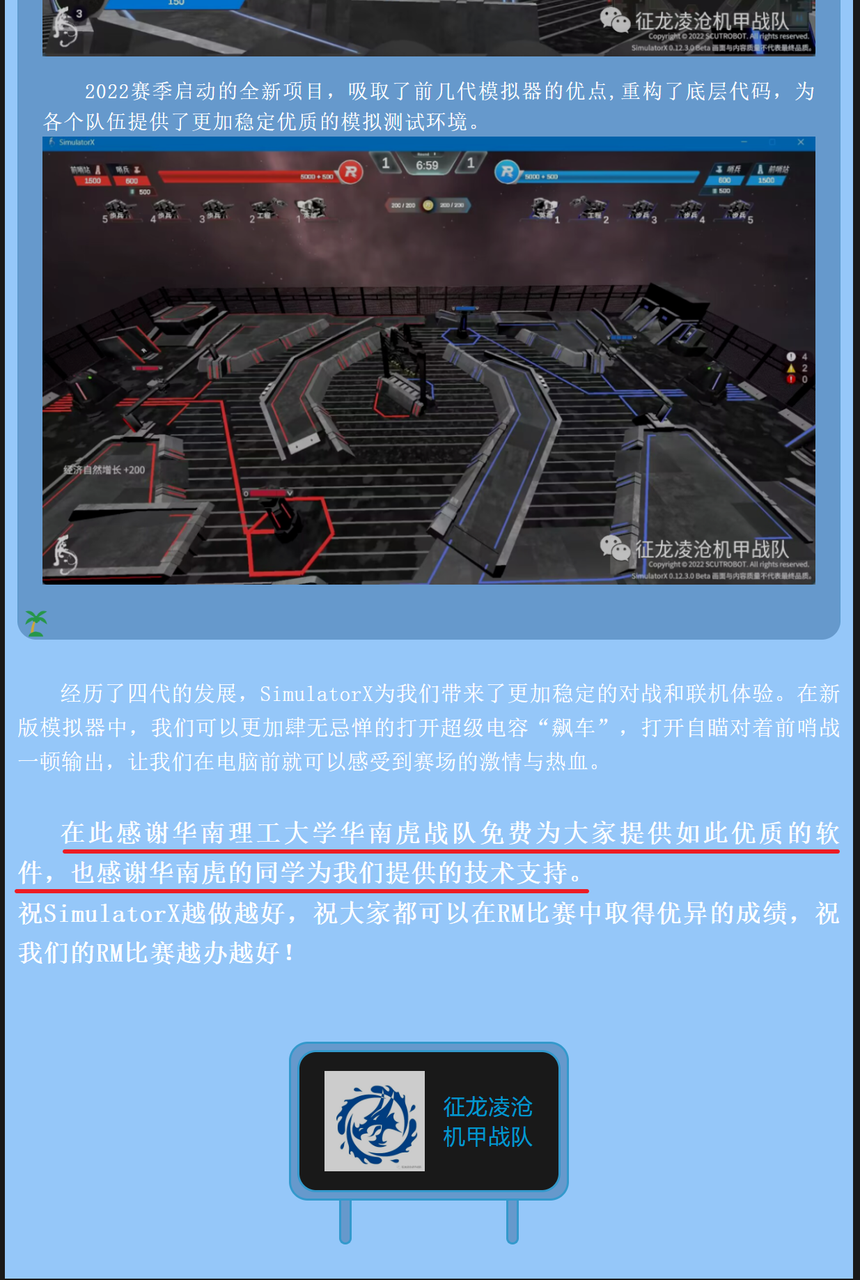 3
150
征龙凌沧机甲战队
Copyright © 2022 SCUTROBOT. All rights reserved.
SimulatorX 0.12.3.0 Beta 画面与内容质量不代表最终品质。
2022赛季启动的全新项目，吸取了前几代模拟器的优点,重构了底层代码，为
各个队伍提供了更加稳定优质的模拟测试环境。
SimulatorX
前哨站 哨兵 5000 + 500 1 Round 6:59 1 5000 + 500 哨兵 前哨站
1500 600 600 1500
500 500
5 步兵 4 步兵 3 步兵 2 工程 1 英雄 200 / 200 200 / 200 英雄 1 工程 2 步兵 3 步兵 4 步兵 5
4
2
0
经济自然增长 +200
征龙凌沧机甲战队
Copyright © 2022 SCUTROBOT. All rights reserved.
SimulatorX 0.12.3.0 Beta 画面与内容质量不代表最终品质。
经历了四代的发展，SimulatorX为我们带来了更加稳定的对战和联机体验。在新
版模拟器中，我们可以更加肆无忌惮的打开超级电容“飙车”，打开自瞄对着前哨战
一顿输出，让我们在电脑前就可以感受到赛场的激情与热血。
在此感谢华南理工大学华南虎战队免费为大家提供如此优质的软
件，也感谢华南虎的同学为我们提供的技术支持。
祝SimulatorX越做越好，祝大家都可以在RM比赛中取得优异的成绩，祝
我们的RM比赛越办越好！
征龙凌沧
机甲战队